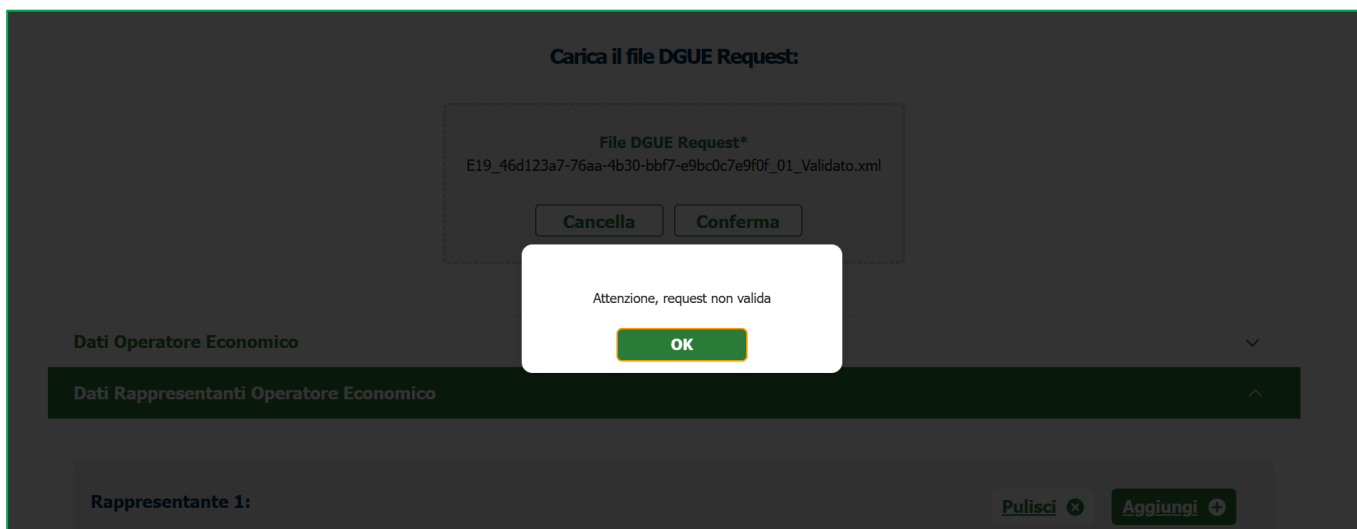 Carica il file DGUE Request:
File DGUE Request*
E19_46d123a7-76aa-4b30-bbf7-e9bc0c7e9f0f_01_Validato.xml
Cancella Conferma
Attenzione, request non valida
OK
Dati Operatore Economico
Dati Rappresentanti Operatore Economico
Rappresentante 1:
Pulisci Aggiungi